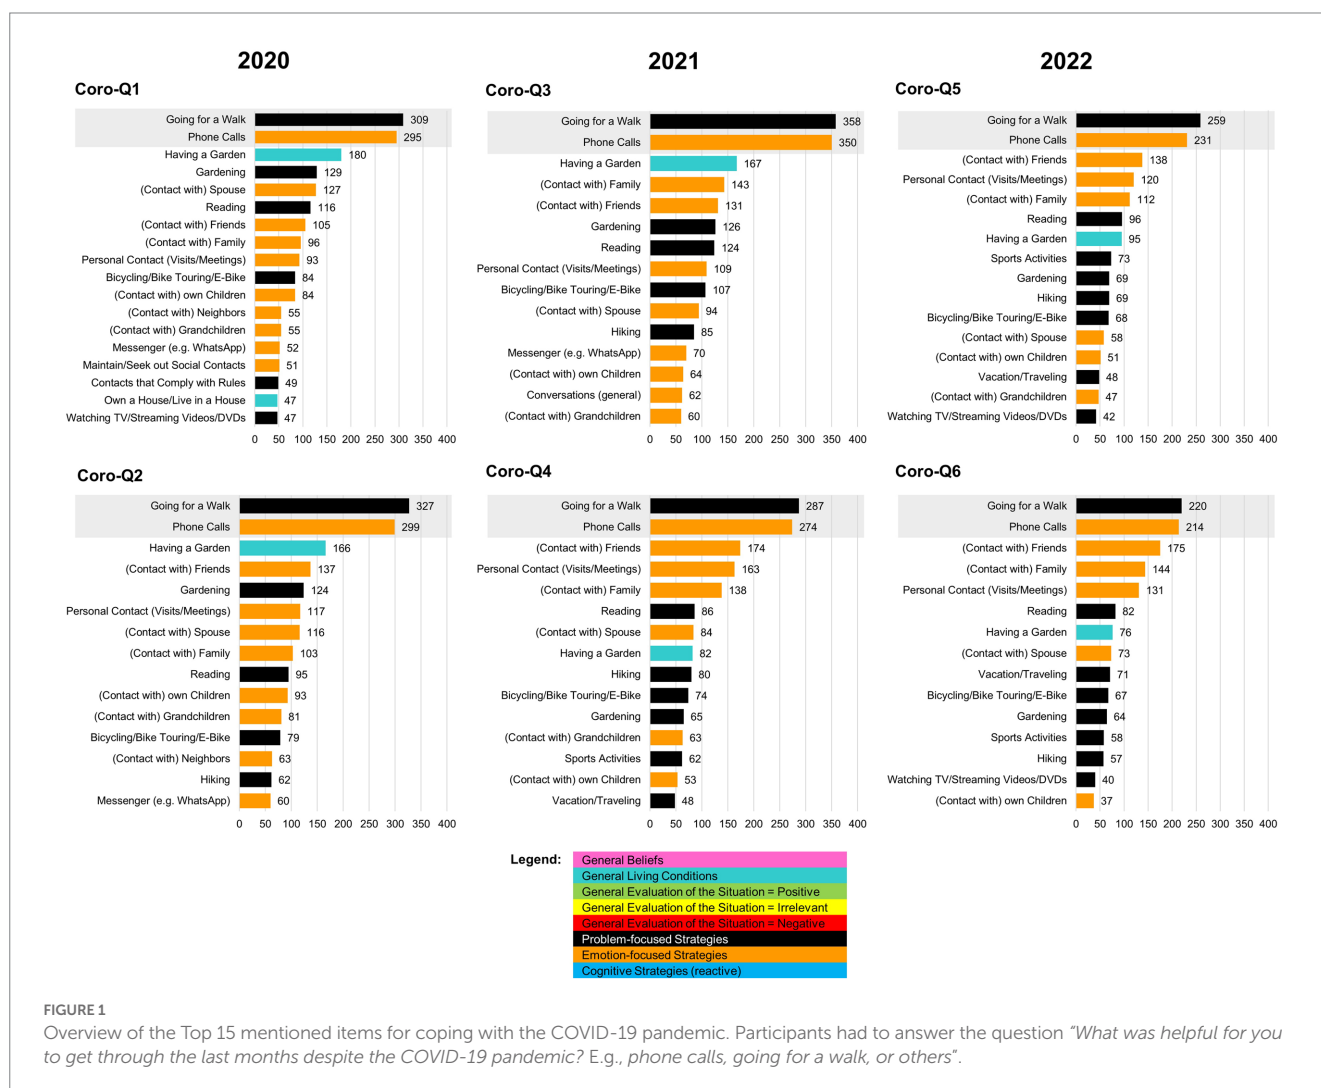 2020
2021
2022
Coro-Q1
Going for a Walk 309
Phone Calls 295
Having a Garden 180
Gardening 129
(Contact with) Spouse 127
Reading 116
(Contact with) Friends 105
(Contact with) Family 96
Personal Contact (Visits/Meetings) 93
Bicycling/Bike Touring/E-Bike 84
(Contact with) own Children 84
(Contact with) Neighbors 55
(Contact with) Grandchildren 55
Messenger (e.g. WhatsApp) 52
Maintain/Seek out Social Contacts 51
Contacts that Comply with Rules 49
Own a House/Live in a House 47
Watching TV/Streaming Videos/DVDs 47
0 50 100 150 200 250 300 350 400
Coro-Q3
Going for a Walk 358
Phone Calls 350
Having a Garden 167
(Contact with) Family 143
(Contact with) Friends 131
Gardening 126
Reading 124
Personal Contact (Visits/Meetings) 109
Bicycling/Bike Touring/E-Bike 107
(Contact with) Spouse 94
Hiking 85
Messenger (e.g. WhatsApp) 70
(Contact with) own Children 64
Conversations (general) 62
(Contact with) Grandchildren 60
0 50 100 150 200 250 300 350 400
Coro-Q5
Going for a Walk 259
Phone Calls 231
(Contact with) Friends 138
Personal Contact (Visits/Meetings) 120
(Contact with) Family 112
Reading 96
Having a Garden 95
Sports Activities 73
Gardening 69
Hiking 69
Bicycling/Bike Touring/E-Bike 68
(Contact with) Spouse 58
(Contact with) own Children 51
Vacation/Traveling 48
(Contact with) Grandchildren 47
Watching TV/Streaming Videos/DVDs 42
0 50 100 150 200 250 300 350 400
Coro-Q2
Going for a Walk 327
Phone Calls 299
Having a Garden 166
(Contact with) Friends 137
Gardening 124
Personal Contact (Visits/Meetings) 117
(Contact with) Spouse 116
(Contact with) Family 103
Reading 95
(Contact with) own Children 93
(Contact with) Grandchildren 81
Bicycling/Bike Touring/E-Bike 79
(Contact with) Neighbors 63
Hiking 62
Messenger (e.g. WhatsApp) 60
0 50 100 150 200 250 300 350 400
Coro-Q4
Going for a Walk 287
Phone Calls 274
(Contact with) Friends 174
Personal Contact (Visits/Meetings) 163
(Contact with) Family 138
Reading 86
(Contact with) Spouse 84
Having a Garden 82
Hiking 80
Bicycling/Bike Touring/E-Bike 74
Gardening 65
(Contact with) Grandchildren 63
Sports Activities 62
(Contact with) own Children 53
Vacation/Traveling 48
0 50 100 150 200 250 300 350 400
Coro-Q6
Going for a Walk 220
Phone Calls 214
(Contact with) Friends 175
(Contact with) Family 144
Personal Contact (Visits/Meetings) 131
Reading 82
Having a Garden 76
(Contact with) Spouse 73
Vacation/Traveling 71
Bicycling/Bike Touring/E-Bike 67
Gardening 64
Sports Activities 58
Hiking 57
Watching TV/Streaming Videos/DVDs 40
(Contact with) own Children 37
0 50 100 150 200 250 300 350 400
Legend:
General Beliefs
General Living Conditions
General Evaluation of the Situation = Positive
General Evaluation of the Situation = Irrelevant
General Evaluation of the Situation = Negative
Problem-focused Strategies
Emotion-focused Strategies
Cognitive Strategies (reactive)
FIGURE 1
Overview of the Top 15 mentioned items for coping with the COVID-19 pandemic. Participants had to answer the question "What was helpful for you
to get through the last months despite the COVID-19 pandemic? E.g., phone calls, going for a walk, or others".